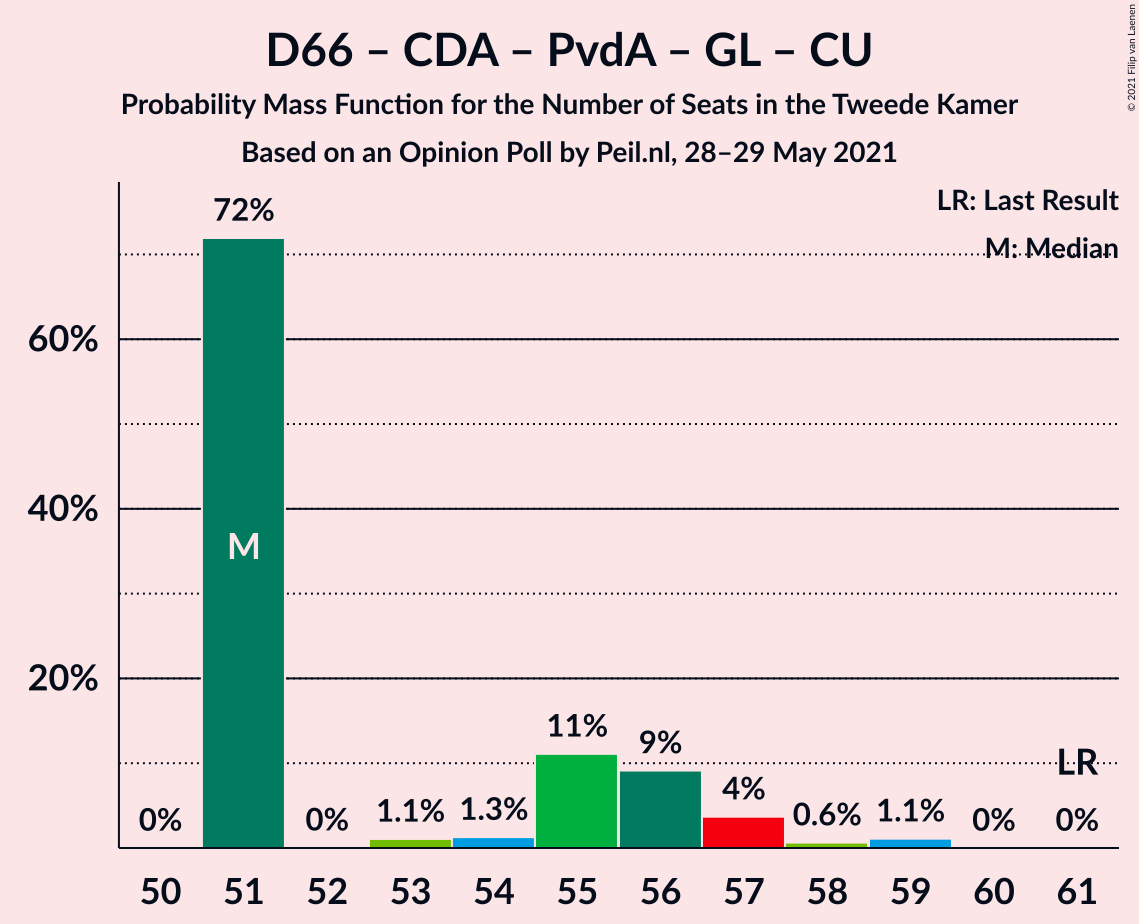 D66 – CDA – PvdA – GL – CU
Probability Mass Function for the Number of Seats in the Tweede Kamer
Based on an Opinion Poll by Peil.nl, 28–29 May 2021
© 2021 Filip van Laenen
LR: Last Result
M: Median
72%
60%
40%
M
20%
11%
9%
LR
4%
0%
0%
1.1%
1.3%
0.6%
1.1%
0%
0%
50 51 52 53 54 55 56 57 58 59 60 61